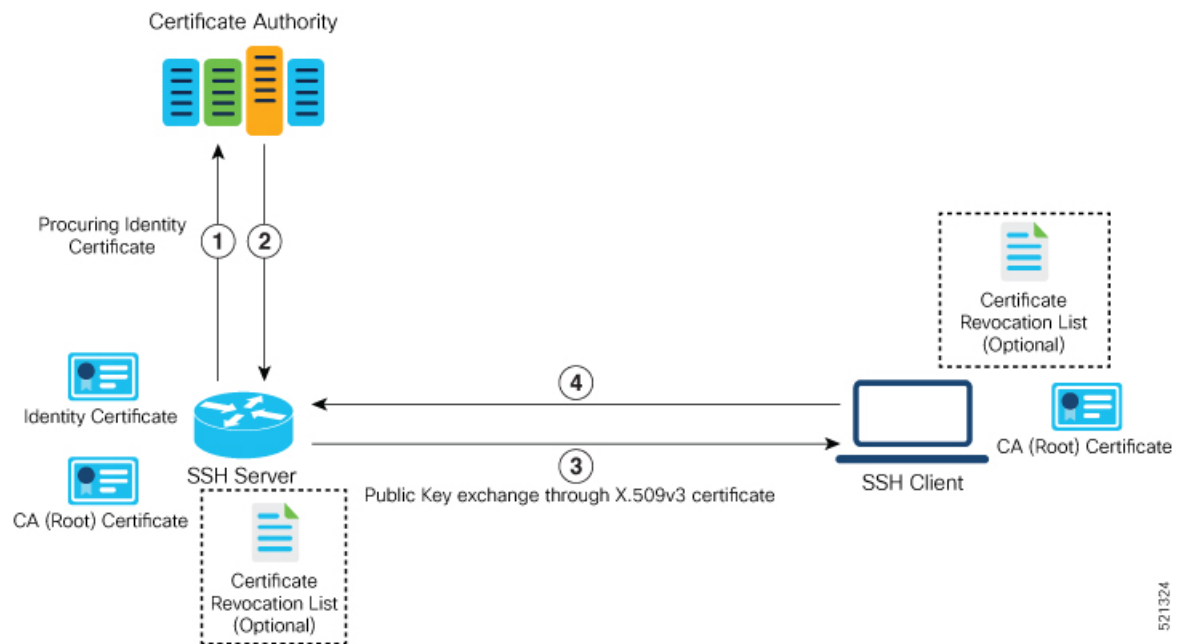 Certificate Authority
Procuring Identity
Certificate
1
2
Certificate
Revocation List
(Optional)
Identity Certificate
4
CA (Root) Certificate
SSH Server
3
SSH Client
Public Key exchange through X.509v3 certificate
CA (Root) Certificate
Certificate
Revocation List
(Optional)
521324